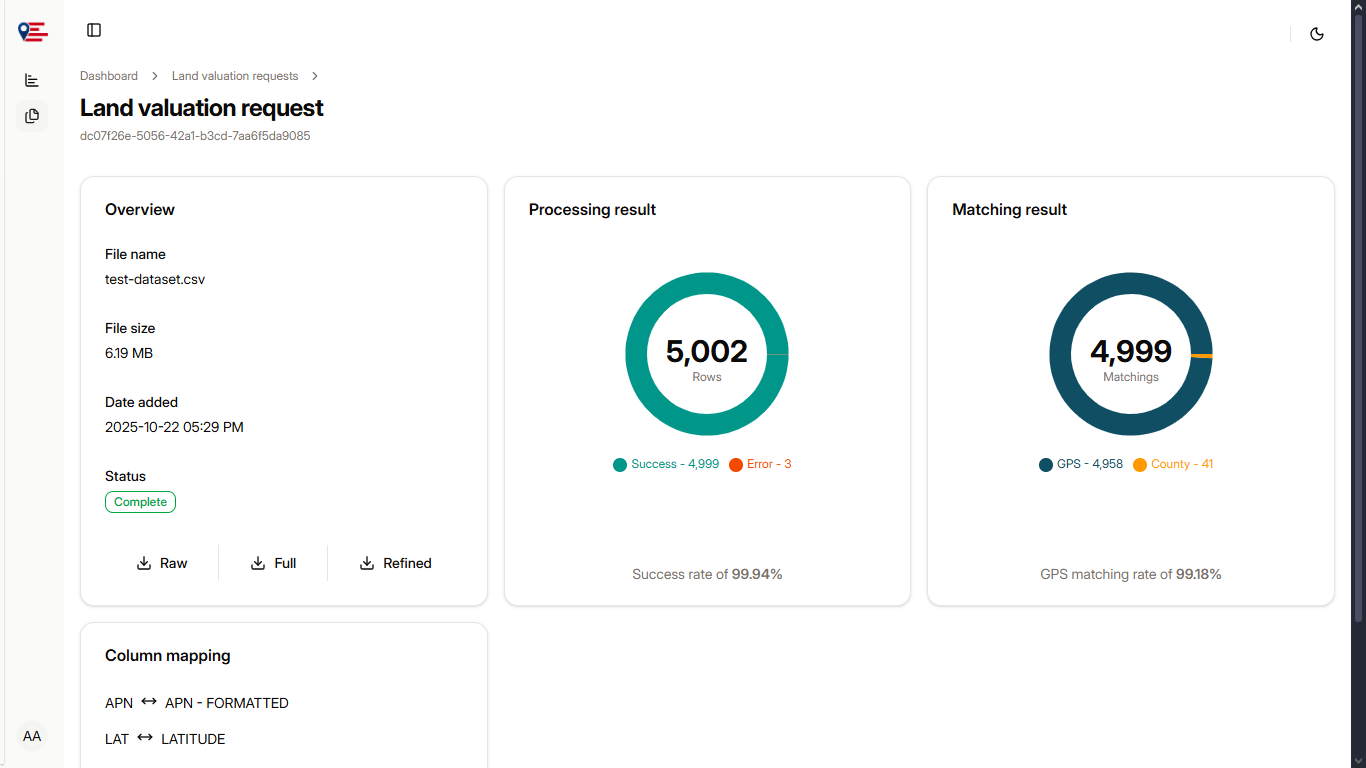 Dashboard
Land valuation requests
Land valuation request
dc07f26e-5056-42a1-b3cd-7aa6f5da9085
Overview
File name
test-dataset.csv
File size
6.19 MB
Date added
2025-10-22 05:29 PM
Status
Complete
Raw
Full
Refined
Processing result
5,002
Rows
Success - 4,999
Error - 3
Success rate of 99.94%
Matching result
4,999
Matchings
GPS - 4,958
County - 41
GPS matching rate of 99.18%
Column mapping
APN ↔ APN - FORMATTED
LAT ↔ LATITUDE
AA